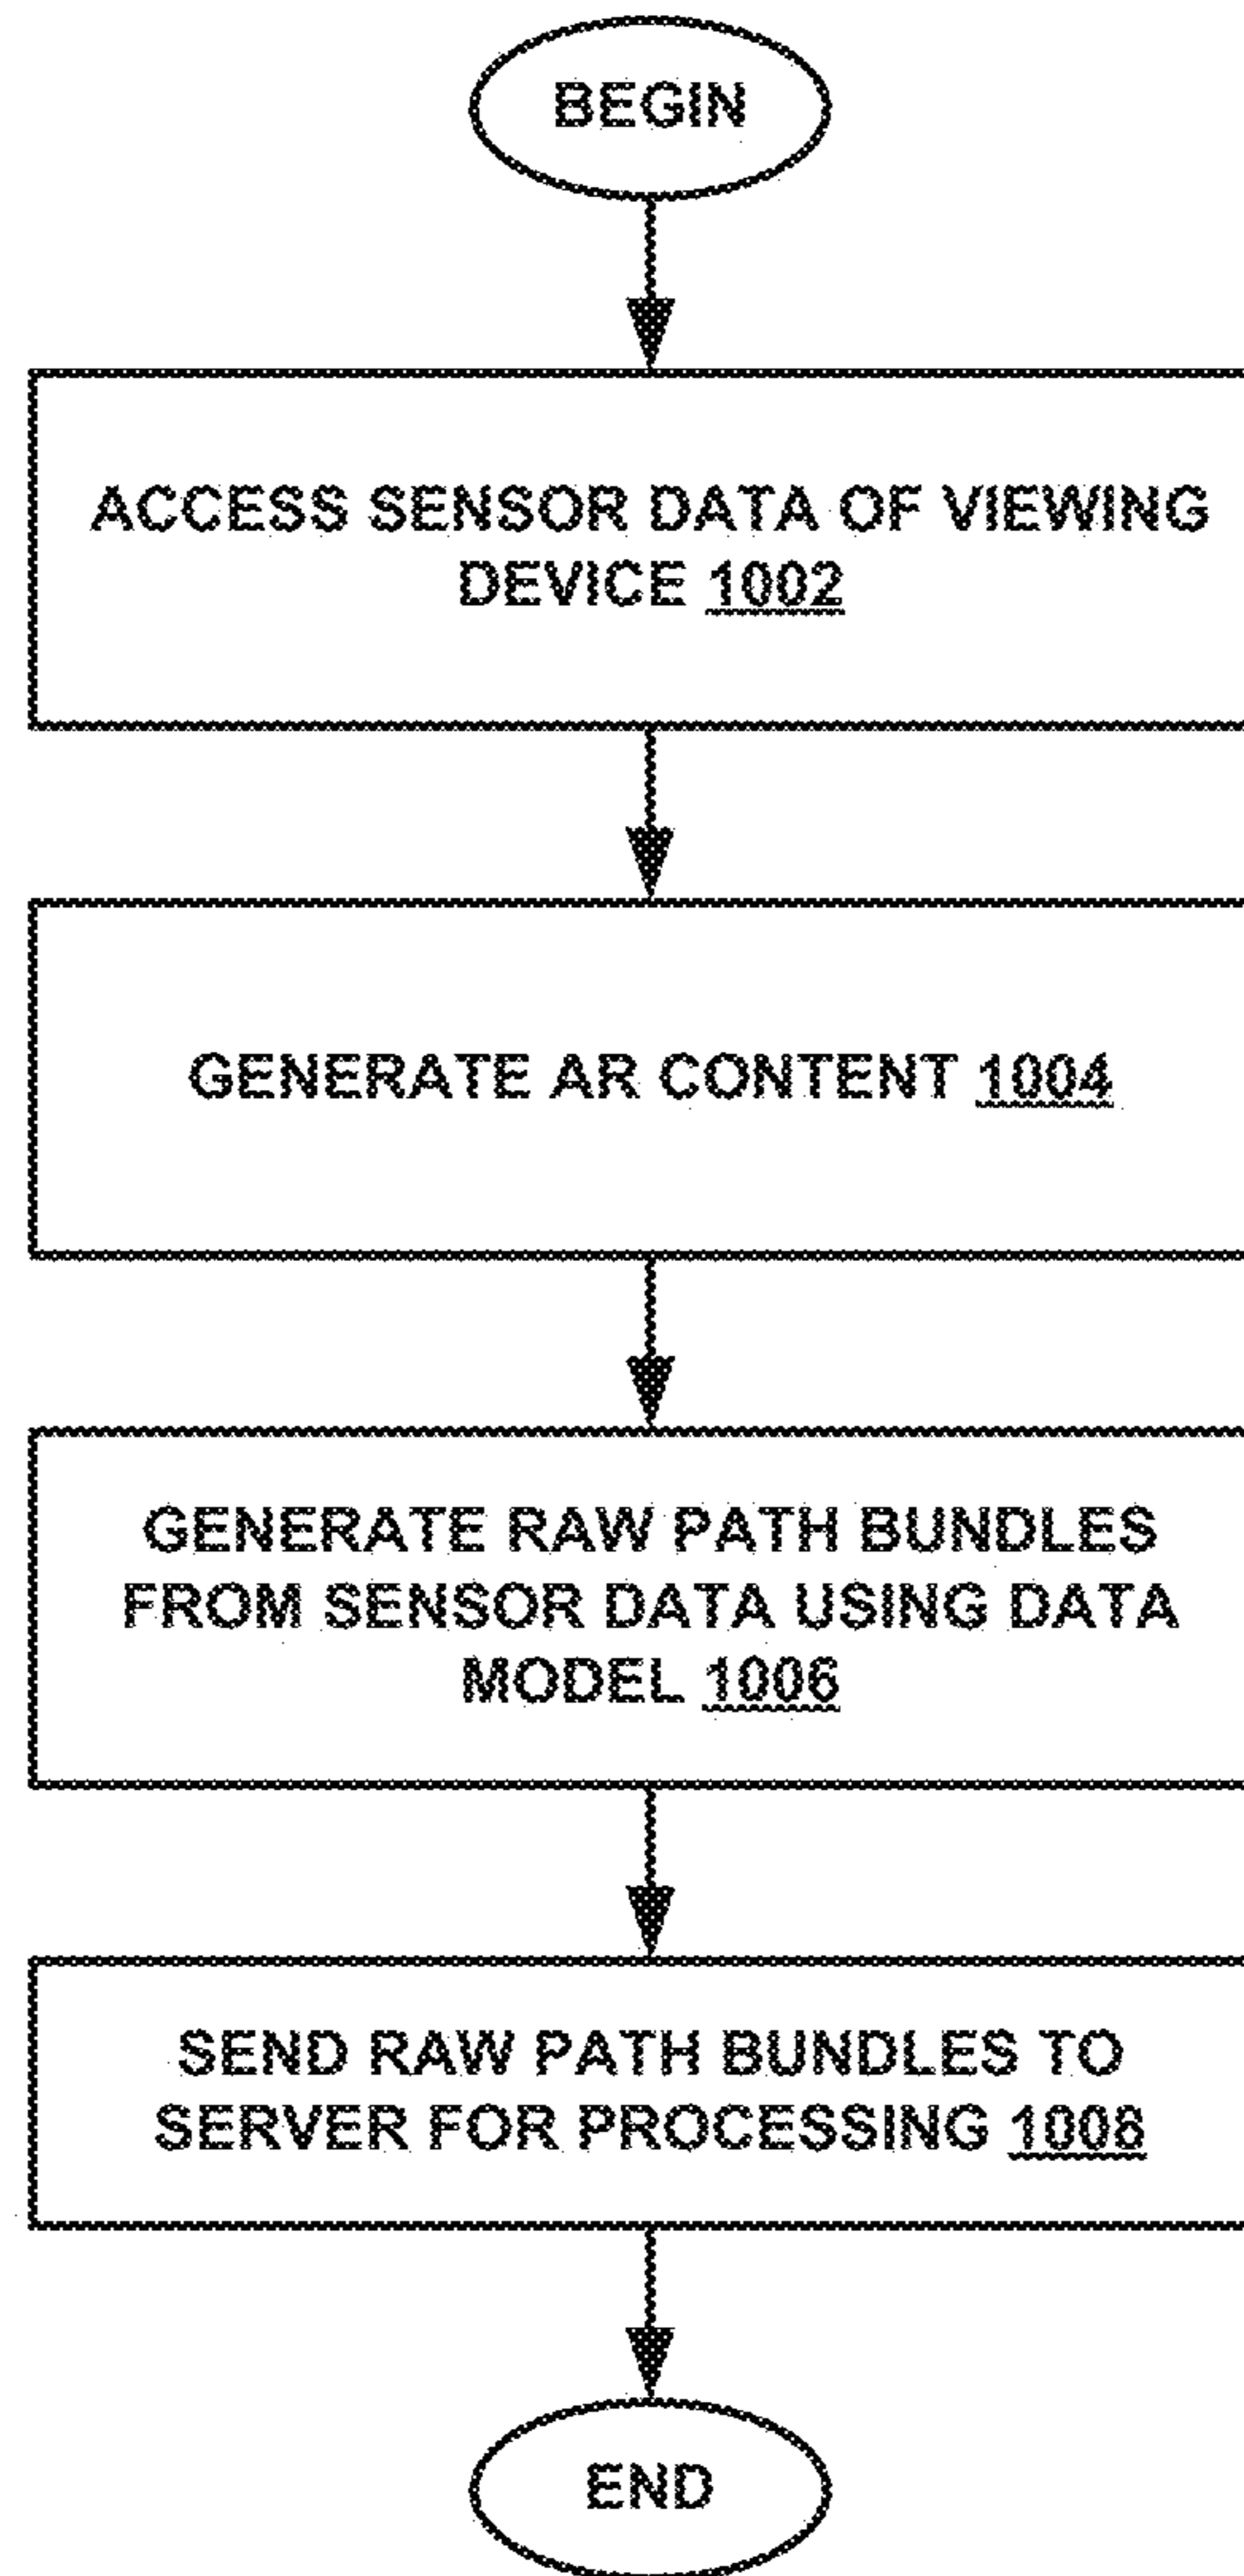 BEGIN
ACCESS SENSOR DATA OF VIEWING
DEVICE 1002
GENERATE AR CONTENT 1004
GENERATE RAW PATH BUNDLES
FROM SENSOR DATA USING DATA
MODEL 1006
SEND RAW PATH BUNDLES TO
SERVER FOR PROCESSING 1008
END